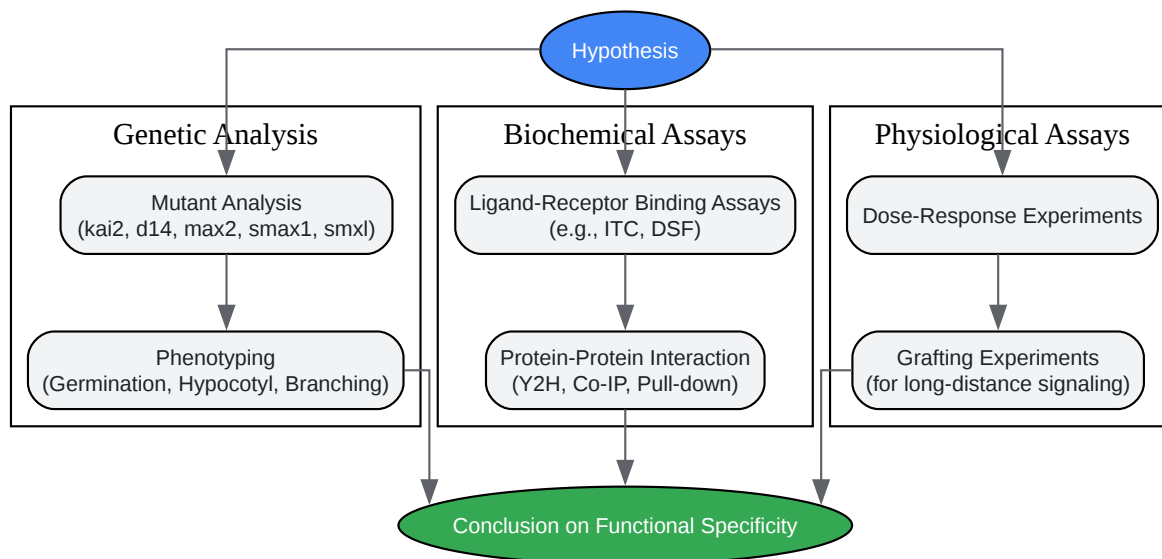 Hypothesis
Genetic Analysis
Biochemical Assays
Physiological Assays
Mutant Analysis
(kai2, d14, max2, smax1, smxl)
Ligand-Receptor Binding Assays
(e.g., ITC, DSF)
Dose-Response Experiments
Phenotyping
(Germination, Hypocotyl, Branching)
Protein-Protein Interaction
(Y2H, Co-IP, Pull-down)
Grafting Experiments
(for long-distance signaling)
Conclusion on Functional Specificity